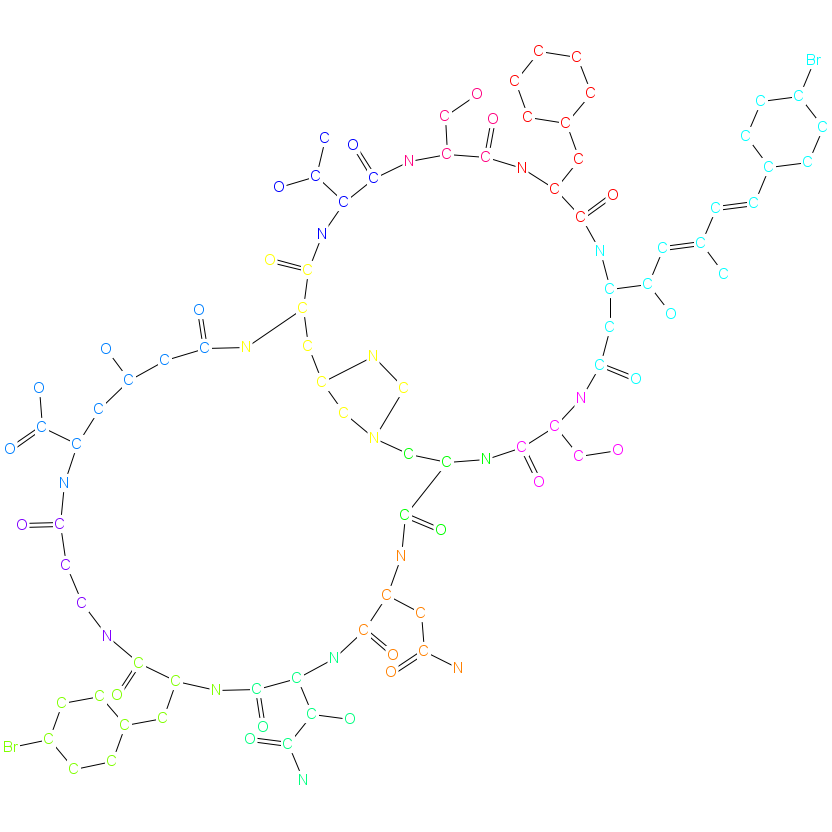 C C Br
C O C C C
C O C C C
C O C
C C N C N C C
O C C C
C O C C
C
N C N C
O C C
C C
O C O
C
O C N C N
C C
O C C C O
C C N
C C
O C N C C N C C O
N O
O C C O
C N
C C C
N C
C N O C O N
O C N C C
C C
C C O C O
Br C O C
C C N